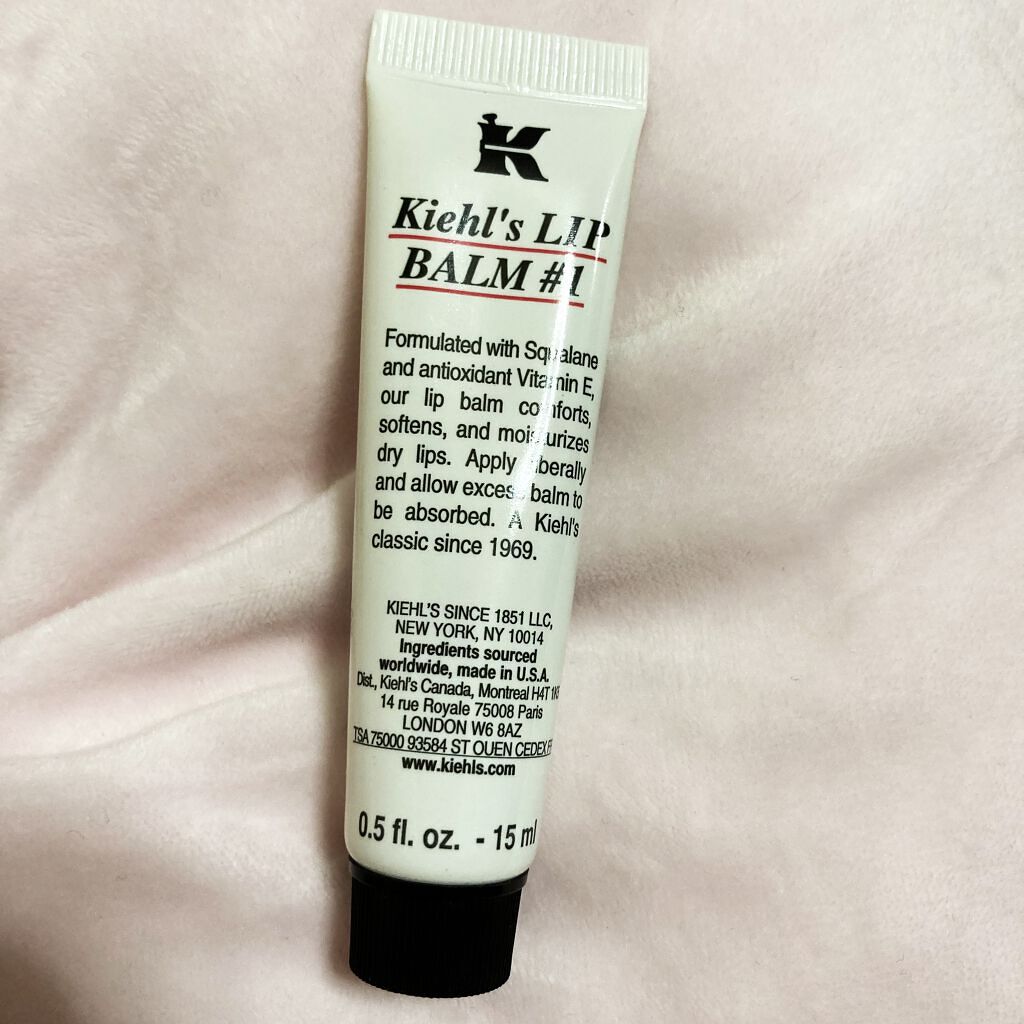 K
Kiehl's LIP
BALM #1
Formulated with Squalane
and antioxidant Vitamin E,
our lip balm comforts,
softens, and moisturizes
dry lips. Apply liberally
and allow excess balm to
be absorbed. A Kiehl's
classic since 1969.
KIEHL'S SINCE 1851 LLC,
NEW YORK, NY 10014
Ingredients sourced
worldwide, made in U.S.A.
Dist., Kiehl's Canada, Montreal H4T
14 rue Royale 75008 Paris
LONDON W6 8AZ
TSA 75000 93584 ST OUEN CEDEX
www.kiehls.com
0.5 fl. oz. - 15 ml